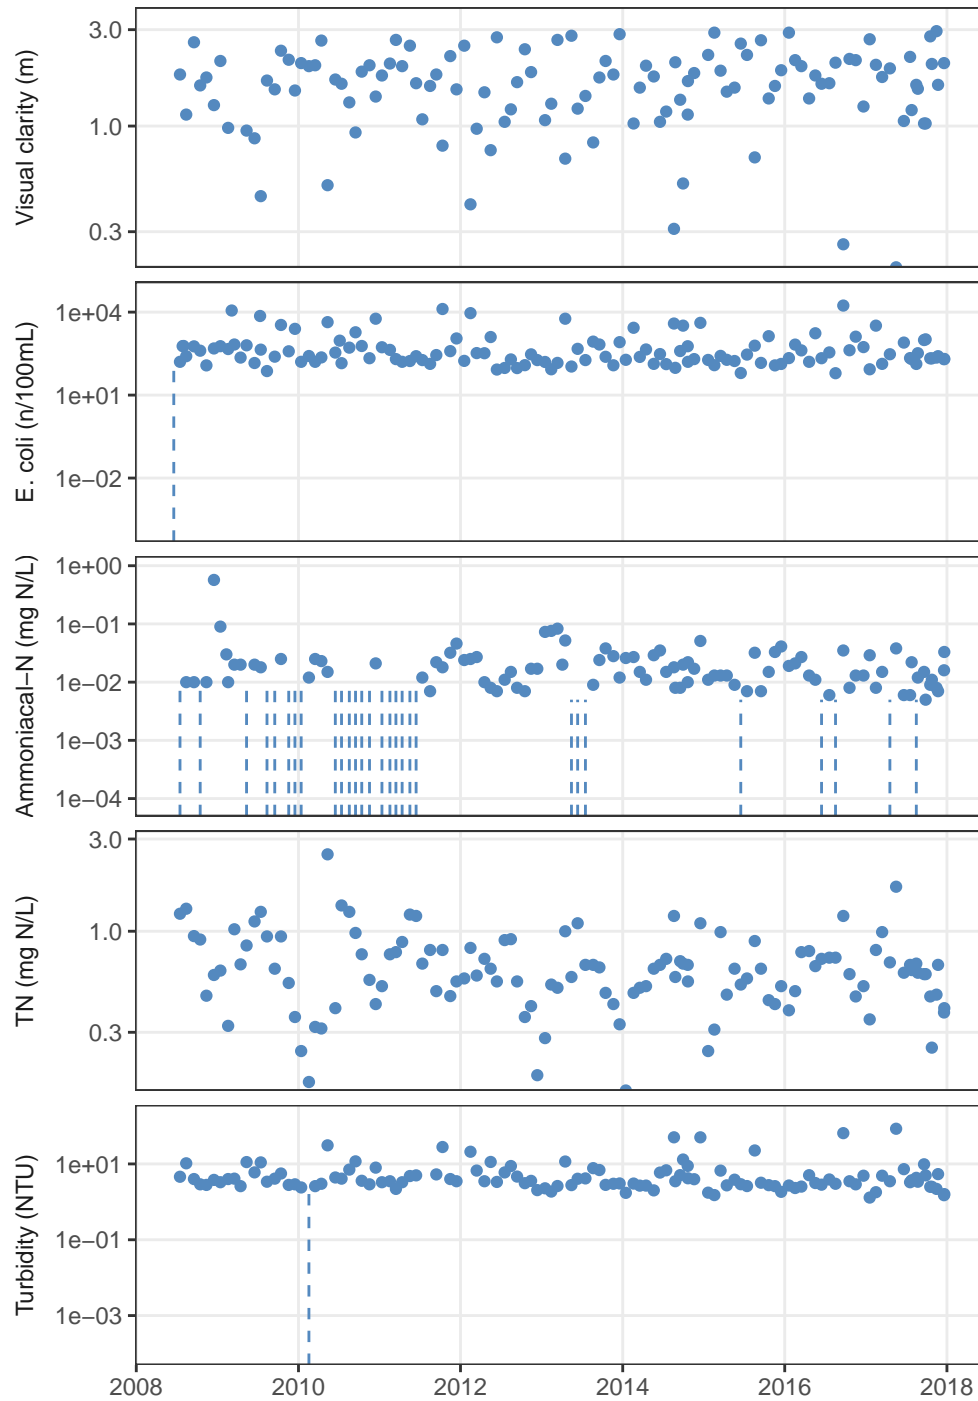 Visual clarity (m)
3.0
1.0
0.3
E. coli (n/100mL)
1e+04
1e+01
1e−02
Ammoniacal−N (mg N/L)
1e+00
1e−01
1e−02
1e−03
1e−04
TN (mg N/L)
3.0
1.0
0.3
Turbidity (NTU)
1e+01
1e−01
1e−03
2008 2010 2012 2014 2016 2018